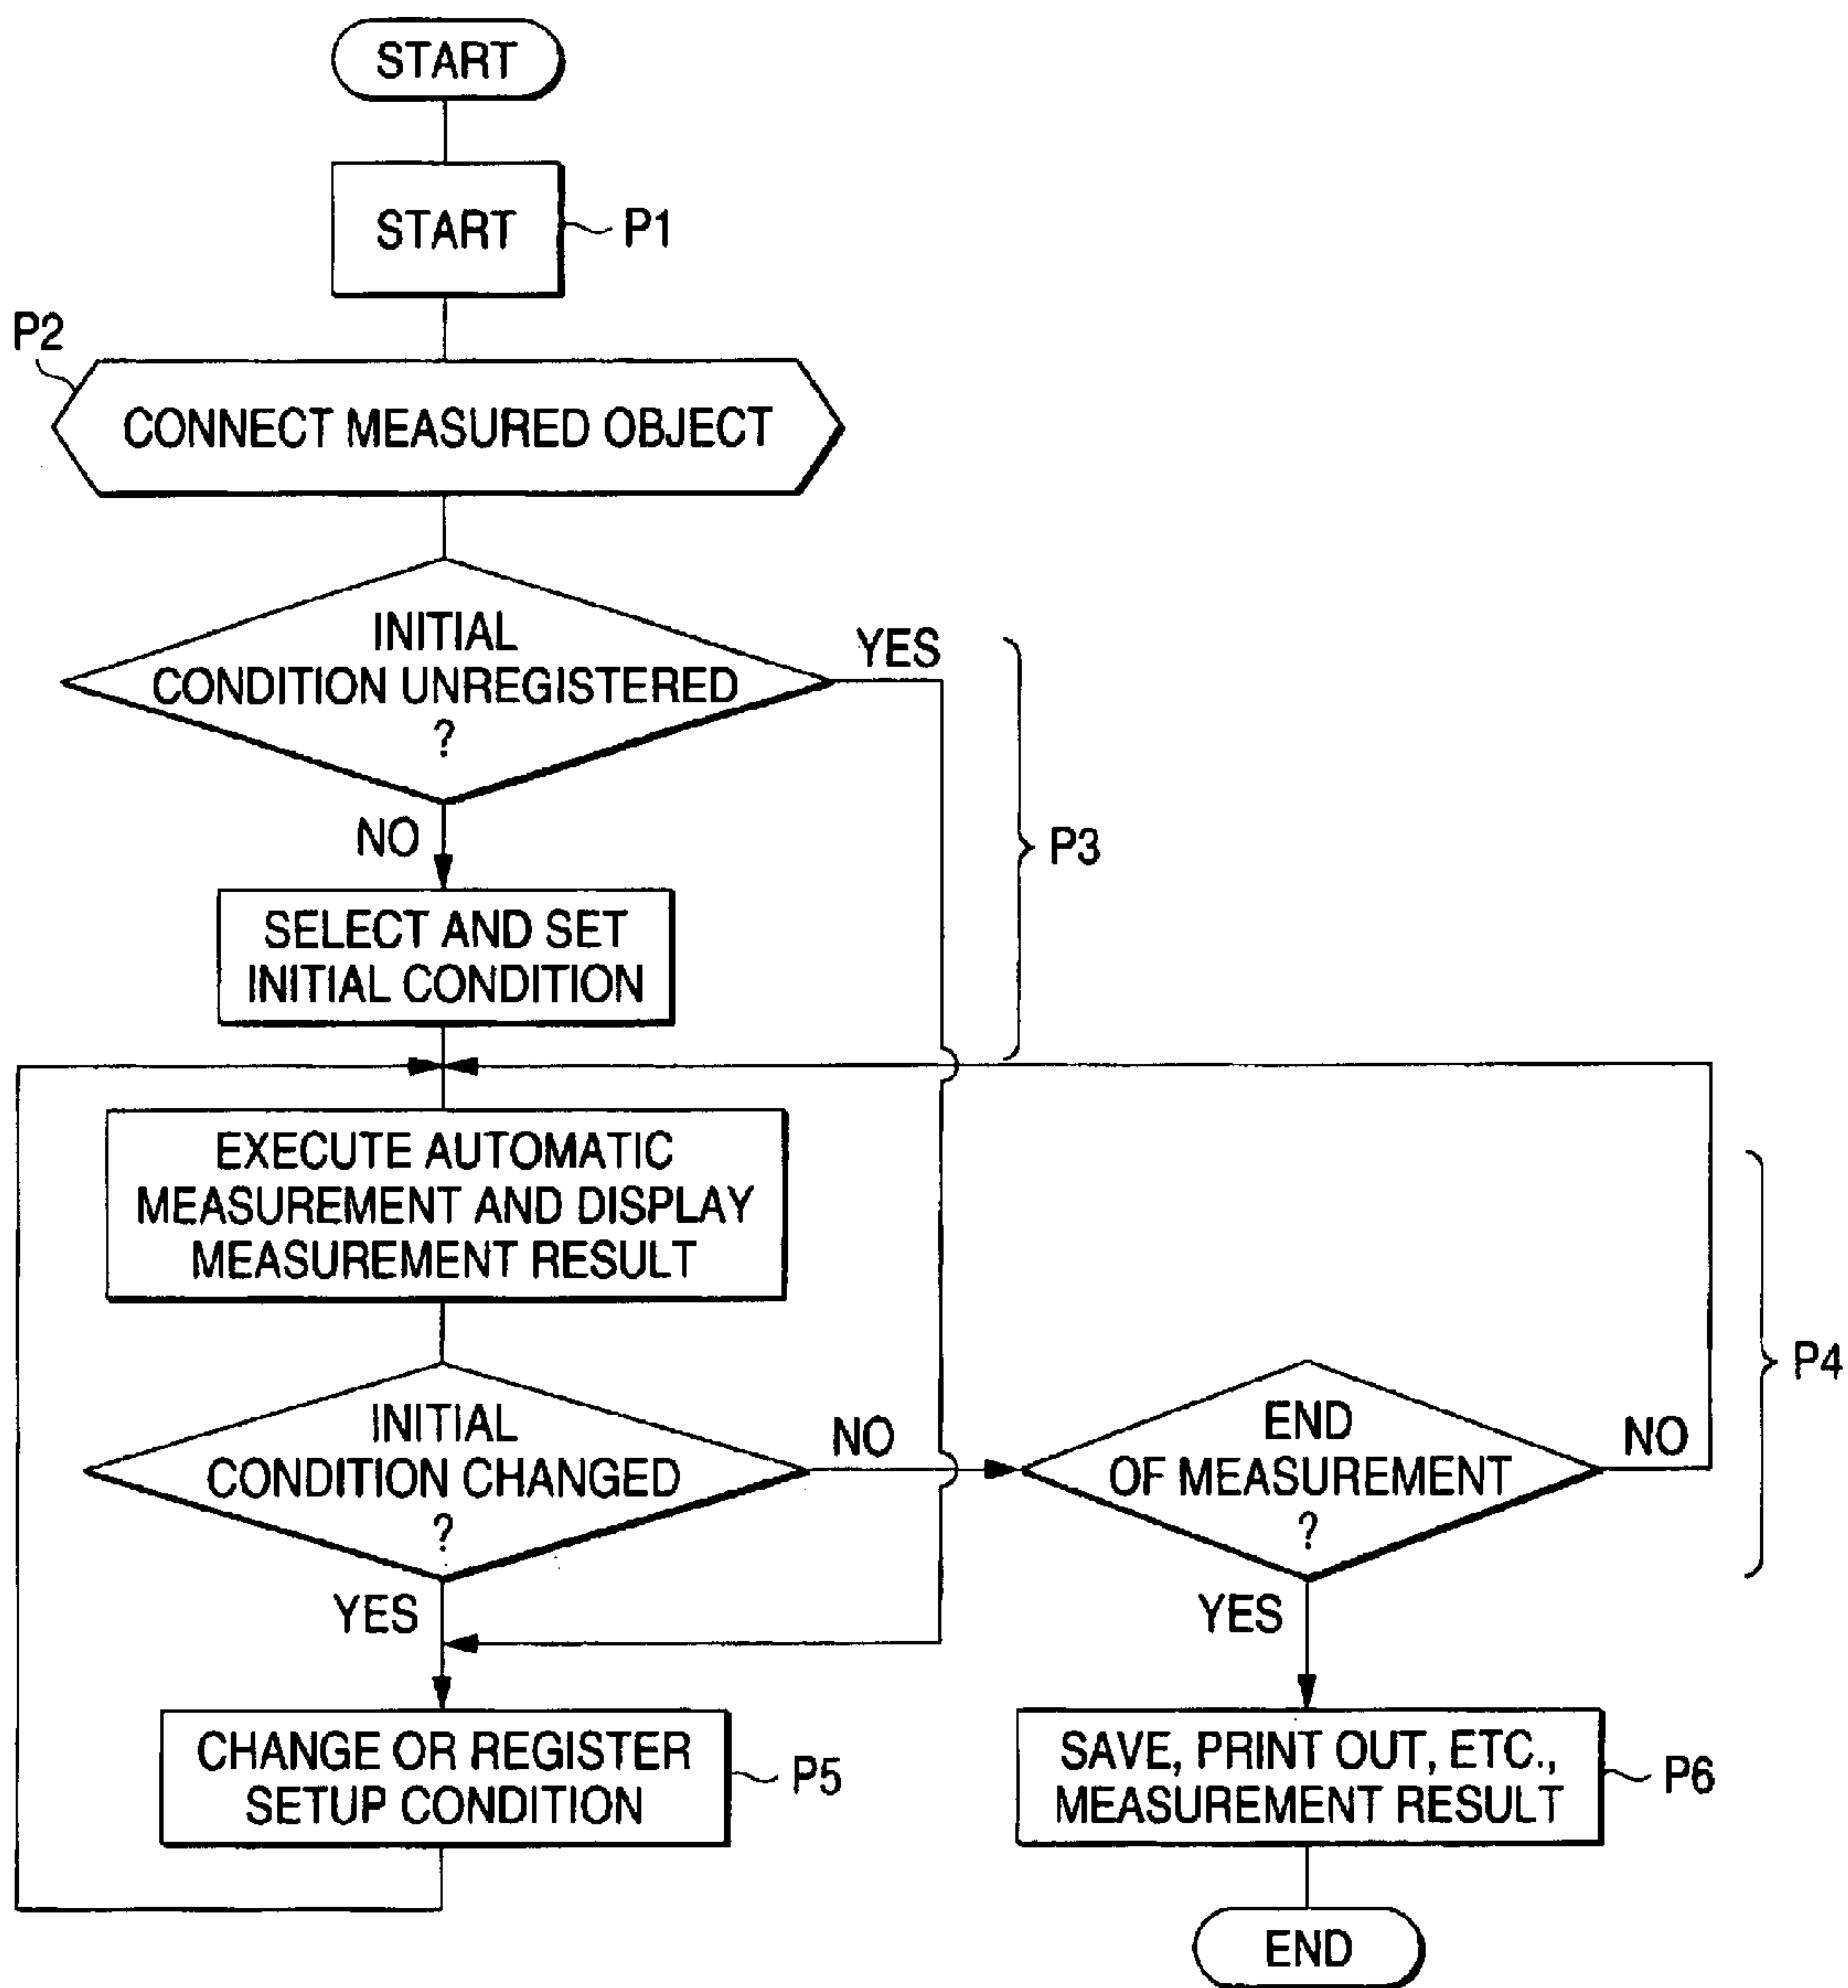 START
START
P1
P2
CONNECT MEASURED OBJECT
INITIAL
CONDITION UNREGISTERED
?
YES
NO
P3
SELECT AND SET
INITIAL CONDITION
EXECUTE AUTOMATIC
MEASUREMENT AND DISPLAY
MEASUREMENT RESULT
P4
INITIAL
CONDITION CHANGED
?
NO
END
OF MEASUREMENT
?
NO
YES
YES
CHANGE OR REGISTER
SETUP CONDITION
P5
SAVE, PRINT OUT, ETC.,
MEASUREMENT RESULT
P6
END